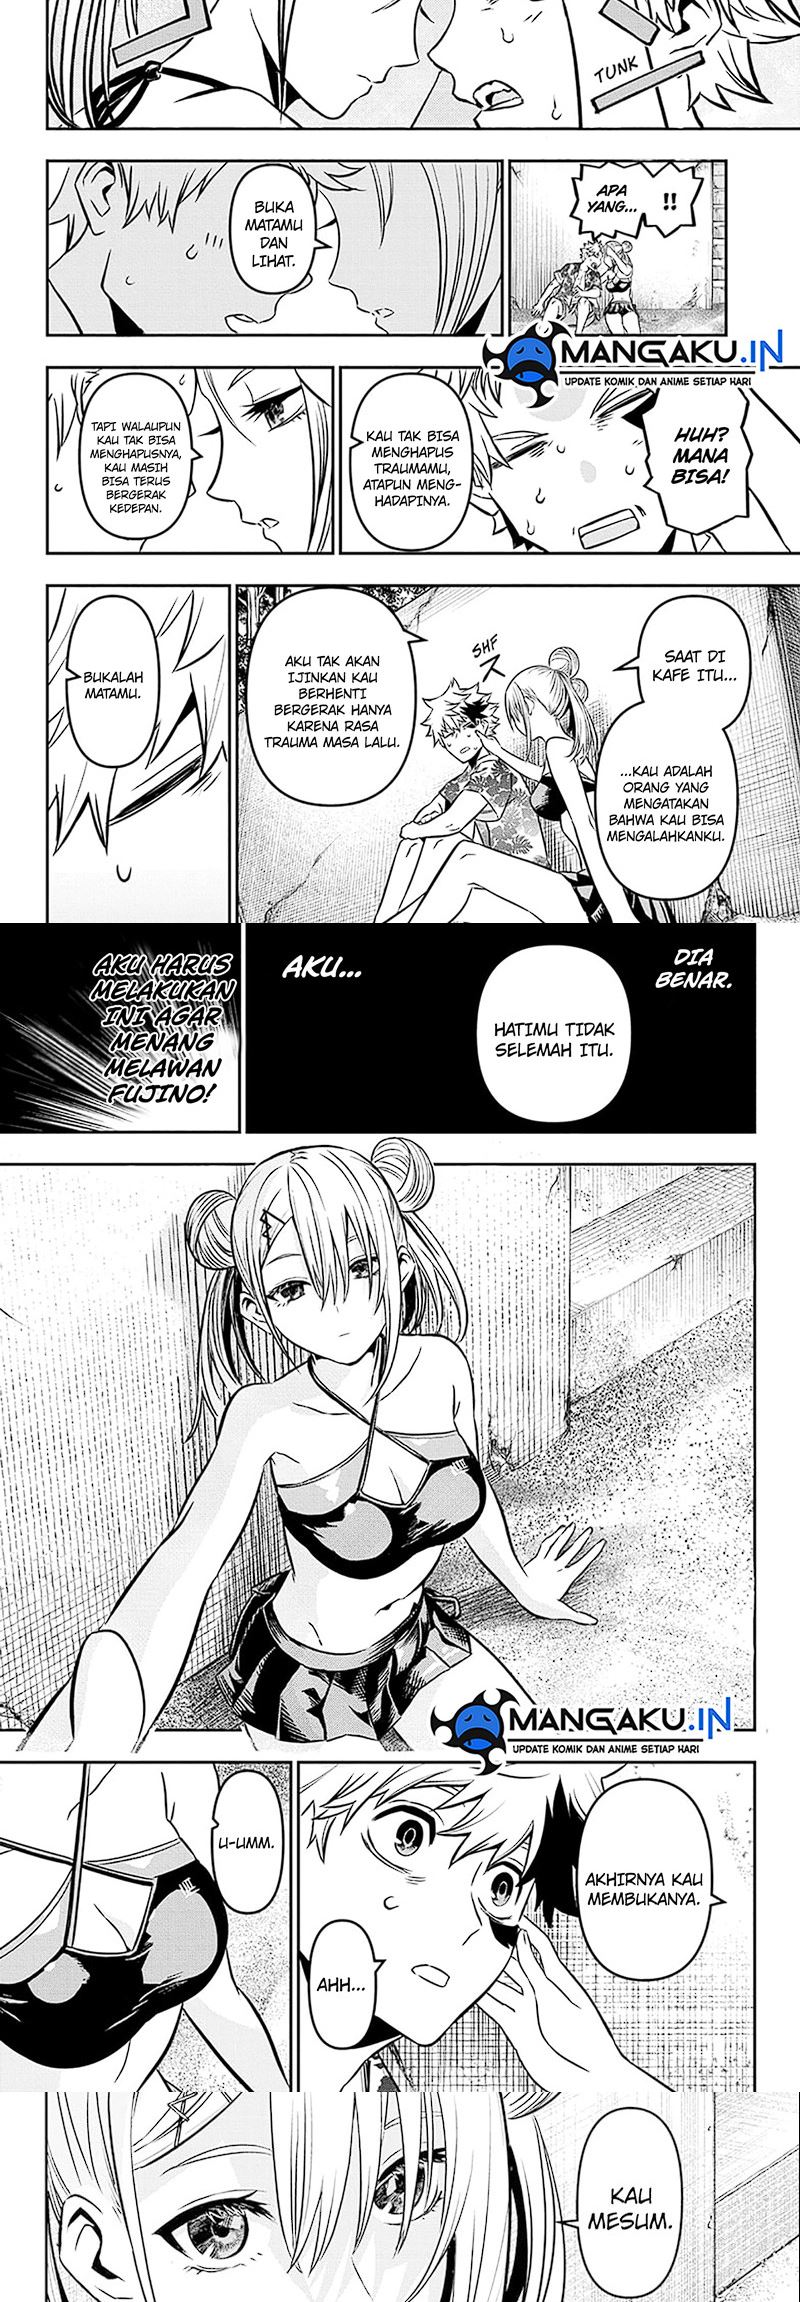 TUNK
APA
YANG...
!!
BUKA
MATAMU
DAN
LIHAT.
MANGAKU.IN
UPDATE KOMIK DAN ANIME SETIAP HARI
HUH?
MANA
BISA!
KAU TAK BISA
MENGHAPUS
TRAUMAMU,
ATAPUN MENG-
HADAPINYA.
TAPI WALAUPUN
KAU TAK BISA
MENGHAPUSNYA,
KAU MASIH
BISA TERUS
BERGERAK
KEDEPAN.
SAAT DI
KAFE ITU...
...KAU ADALAH
ORANG YANG
MENGATAKAN
BAHWA KAU BISA
MENGALAHKANKU.
SHF
AKU TAK AKAN
IJINKAN KAU
BERHENTI
BERGERAK HANYA
KARENA RASA
TRAUMA MASA LALU.
BUKALAH
MATAMU.
DIA
BENAR.
HATIMU TIDAK
SELEMAH ITU.
AKU...
AKU HARUS
MELAKUKAN
INI AGAR
MENANG
MELAWAN
FUJINO!
MANGAKU.IN
UPDATE KOMIK DAN ANIME SETIAP HARI
AKHIRNYA KAU
MEMBUKANYA.
AHH...
U-UMM.
KAU
MESUM.